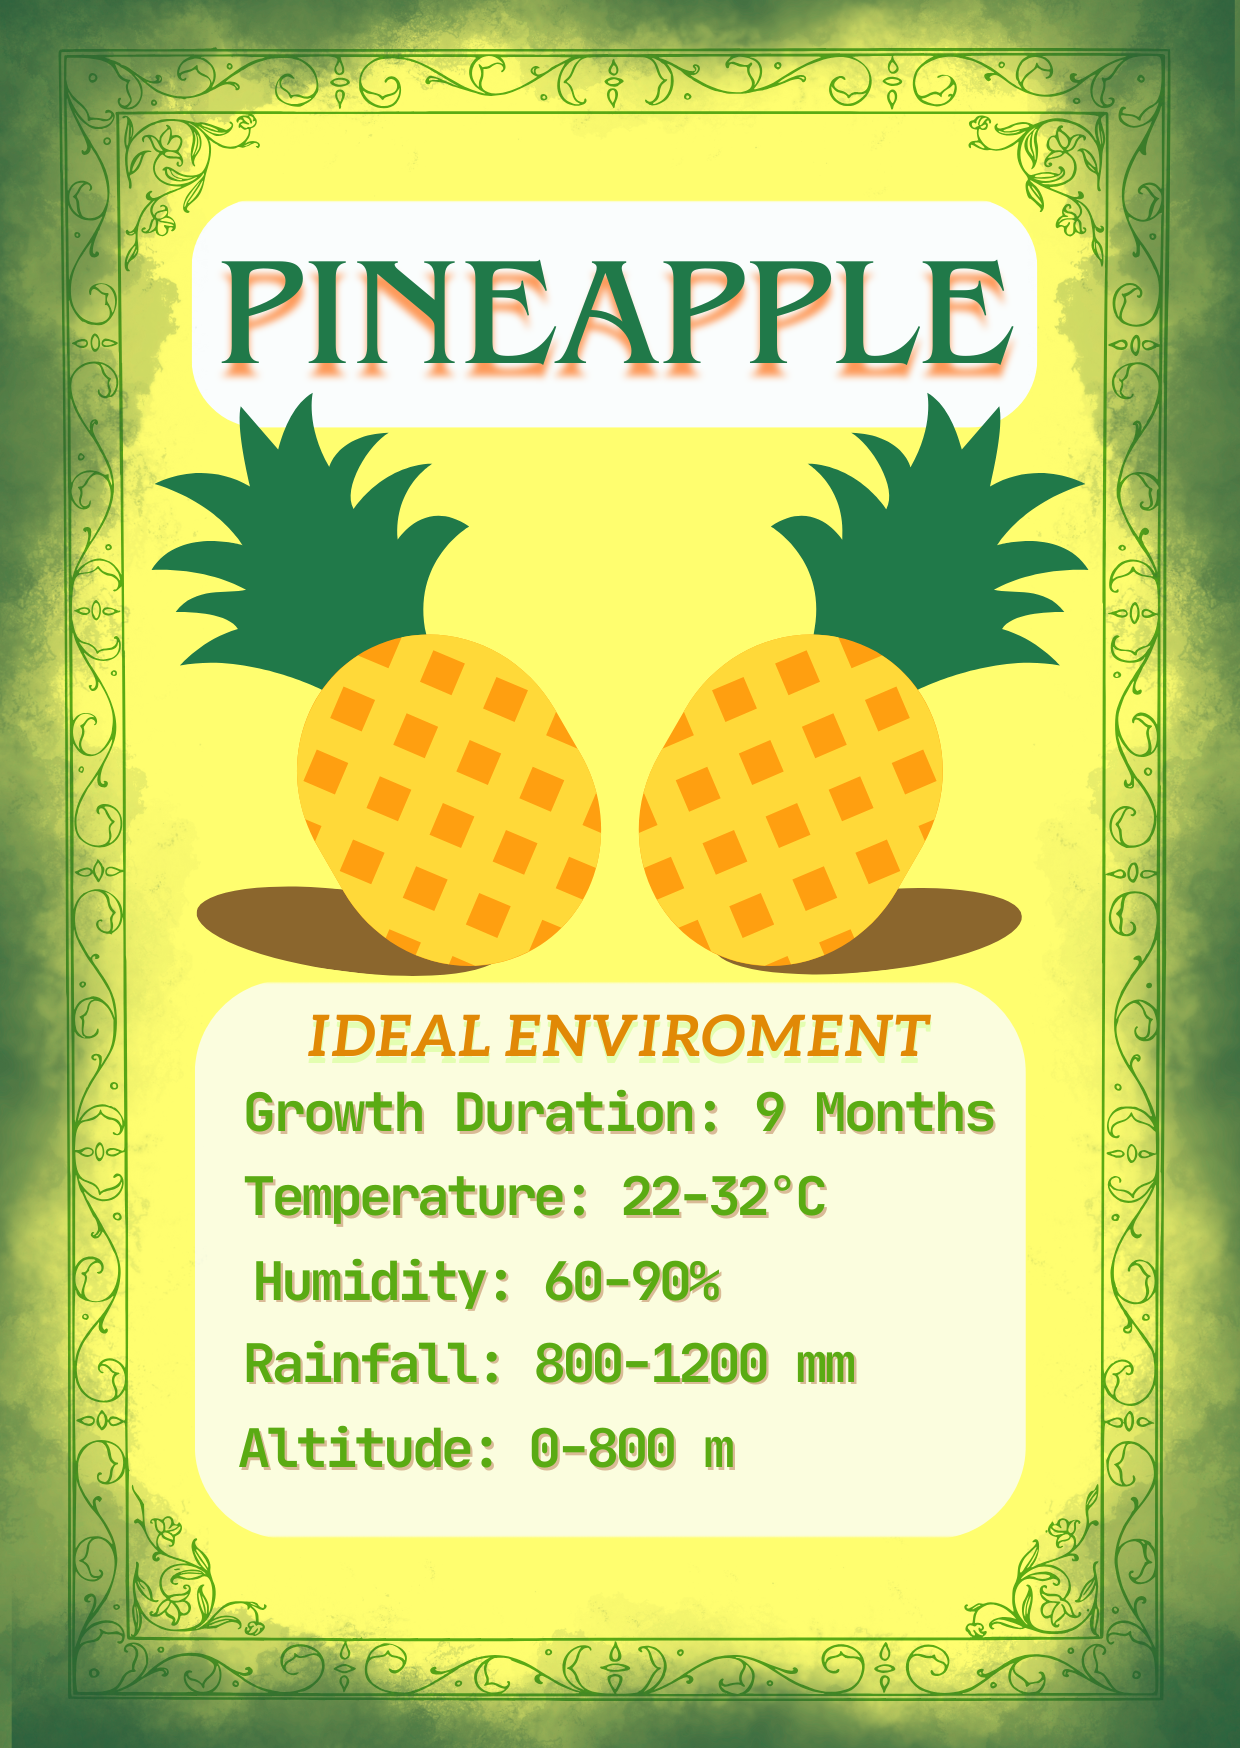 PINEAPPLE
IDEAL ENVIROMENT
Growth Duration: 9 Months
Temperature: 22–32°C
Humidity: 60–90%
Rainfall: 800–1200 mm
Altitude: 0–800 m